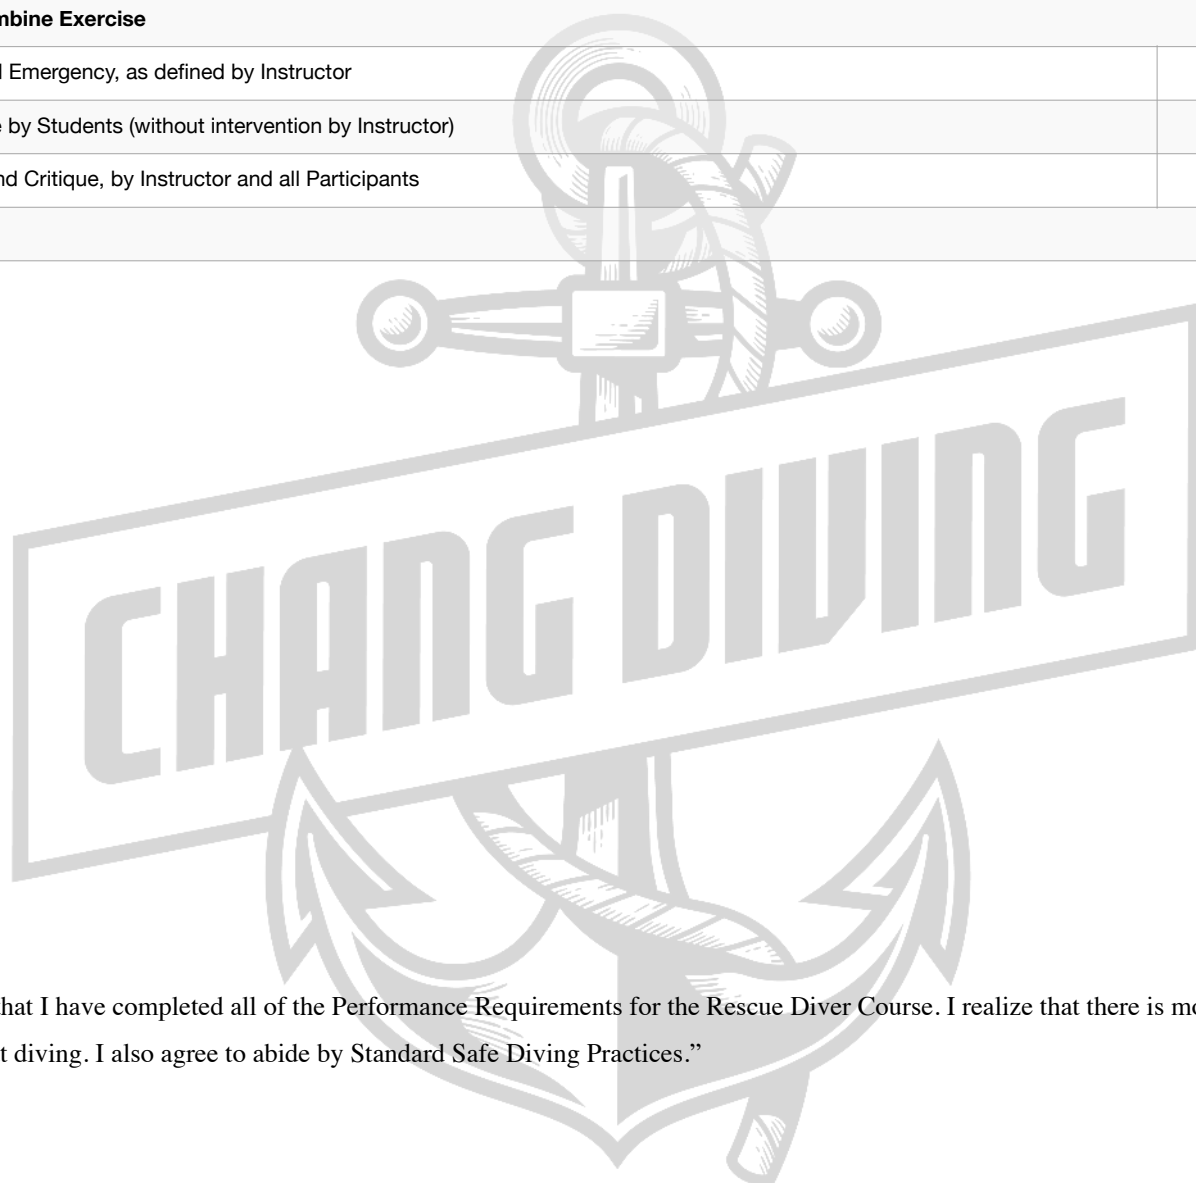 mbine Exercise
l Emergency, as defined by Instructor
e by Students (without intervention by Instructor)
nd Critique, by Instructor and all Participants
CHANG DIVING
hat I have completed all of the Performance Requirements for the Rescue Diver Course. I realize that there is mo
t diving. I also agree to abide by Standard Safe Diving Practices.”